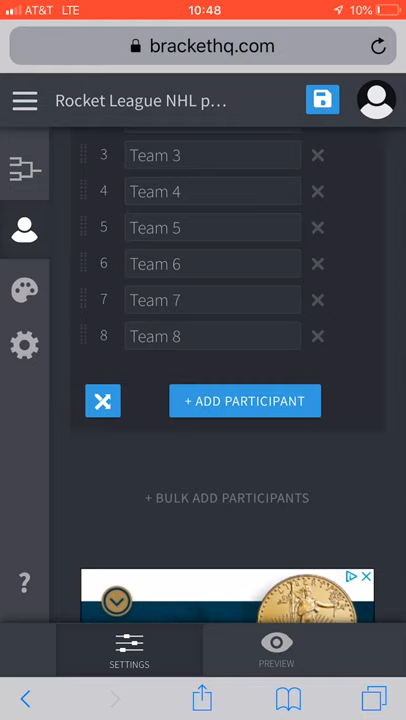 AT&T LTE 10:48 10%
brackethq.com
Rocket League NHL p...
3 Team 3
4 Team 4
5 Team 5
6 Team 6
7 Team 7
8 Team 8
+ ADD PARTICIPANT
+ BULK ADD PARTICIPANTS
?
SETTINGS PREVIEW